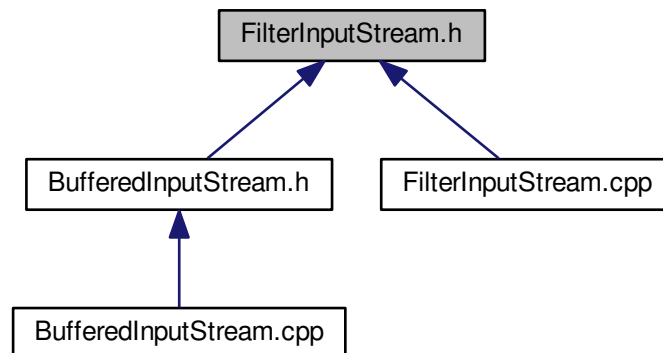 FilterInputStream.h
BufferedInputStream.h
FilterInputStream.cpp
BufferedInputStream.cpp